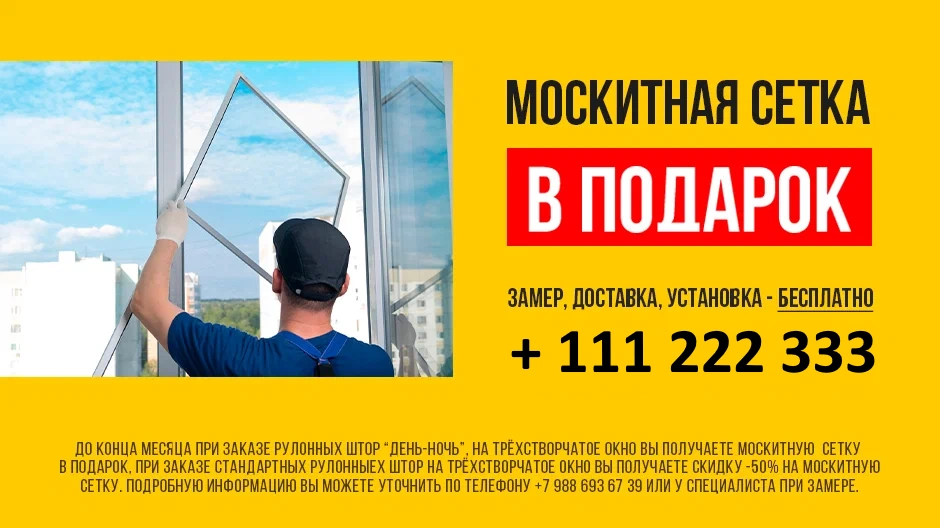 МОСКИТНАЯ СЕТКА
В ПОДАРОК
ЗАМЕР, ДОСТАВКА, УСТАНОВКА - БЕСПЛАТНО
+ 111 222 333
ДО КОНЦА МЕСЯЦА ПРИ ЗАКАЗЕ РУЛОННЫХ ШТОР “ДЕНЬ-НОЧЬ”, НА ТРЁХСТВОРЧАТОЕ ОКНО ВЫ ПОЛУЧАЕТЕ МОСКИТНУЮ СЕТКУ
В ПОДАРОК, ПРИ ЗАКАЗЕ СТАНДАРТНЫХ РУЛОННЫЕХ ШТОР НА ТРЁХСТВОРЧАТОЕ ОКНО ВЫ ПОЛУЧАЕТЕ СКИДКУ -50% НА МОСКИТНУЮ
СЕТКУ. ПОДРОБНУЮ ИНФОРМАЦИЮ ВЫ МОЖЕТЕ УТОЧНИТЬ ПО ТЕЛЕФОНУ +7 988 693 67 39 ИЛИ У СПЕЦИАЛИСТА ПРИ ЗАМЕРЕ.